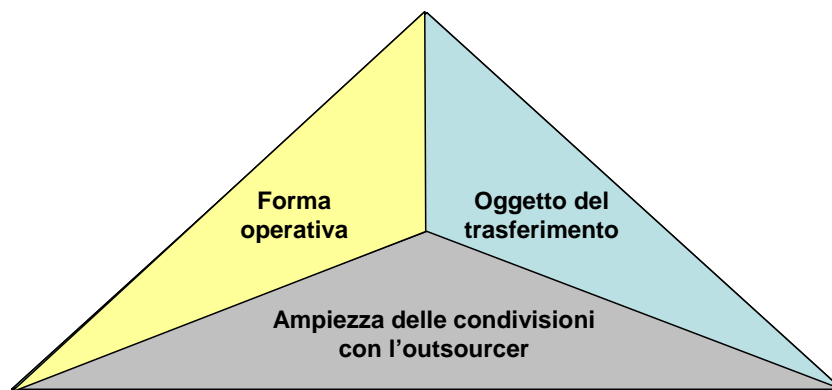 Forma
operativa
Oggetto del
trasferimento
Ampiezza delle condivisioni
con l'outsourcer